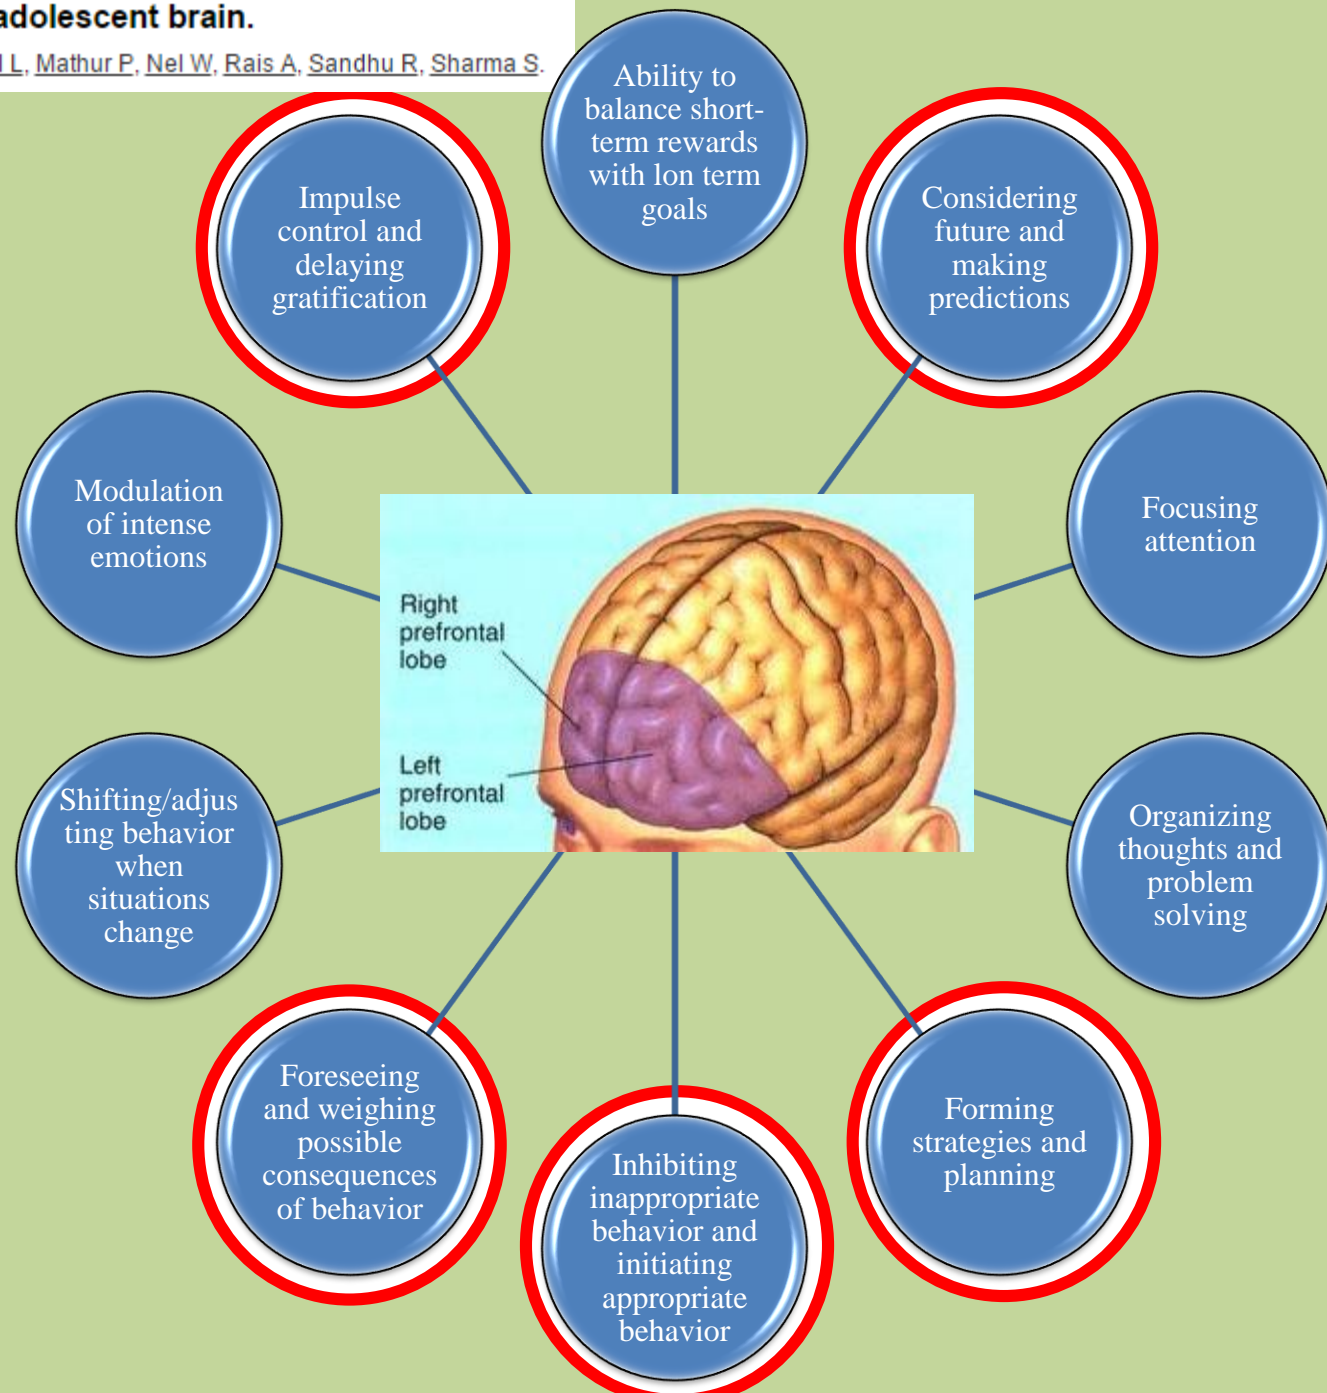 adolescent brain.
L, Mathur P, Nel W, Rais A, Sandhu R, Sharma S.
Ability to
balance short-
term rewards
with lon term
goals
Impulse
control and
delaying
gratification
Considering
future and
making
predictions
Modulation
of intense
emotions
Focusing
attention
Right
prefrontal
lobe
Left
prefrontal
lobe
Shifting/adjus
ting behavior
when
situations
change
Organizing
thoughts and
problem
solving
Foreseeing
and weighing
possible
consequences
of behavior
Forming
strategies and
planning
Inhibiting
inappropriate
behavior and
initiating
appropriate
behavior